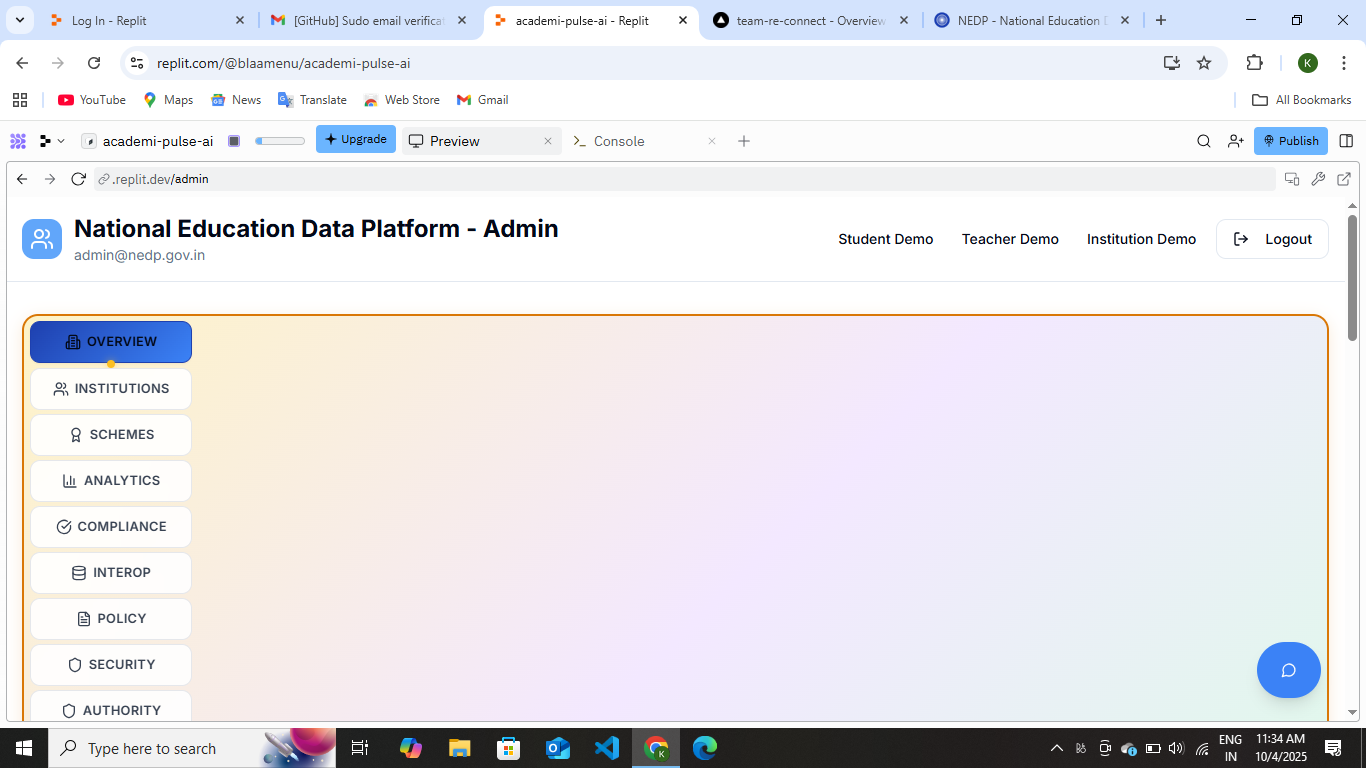 Log In - Replit
[GitHub] Sudo email verificat
academi-pulse-ai - Replit
team-re-connect - Overview
NEDP - National Education D
replit.com/@blaamenu/academi-pulse-ai
K
YouTube
Maps
News
Translate
Web Store
Gmail
All Bookmarks
academi-pulse-ai
Upgrade
Preview
Console
Publish
.replit.dev/admin
National Education Data Platform - Admin
admin@nedp.gov.in
Student Demo
Teacher Demo
Institution Demo
Logout
OVERVIEW
INSTITUTIONS
SCHEMES
ANALYTICS
COMPLIANCE
INTEROP
POLICY
SECURITY
AUTHORITY
Type here to search
K
ENG
IN
11:34 AM
10/4/2025